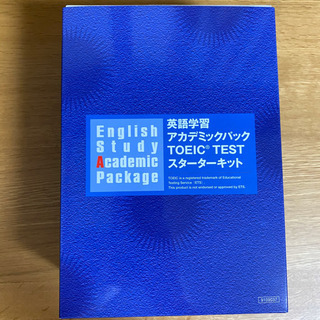 English
Study
Academic
Package
英語学習
アカデミックパック
TOEIC® TEST
スターターキット
TOEIC is a registered trademark of Educational
Testing Service (ETS).
This product is not endorsed or approved by ETS.